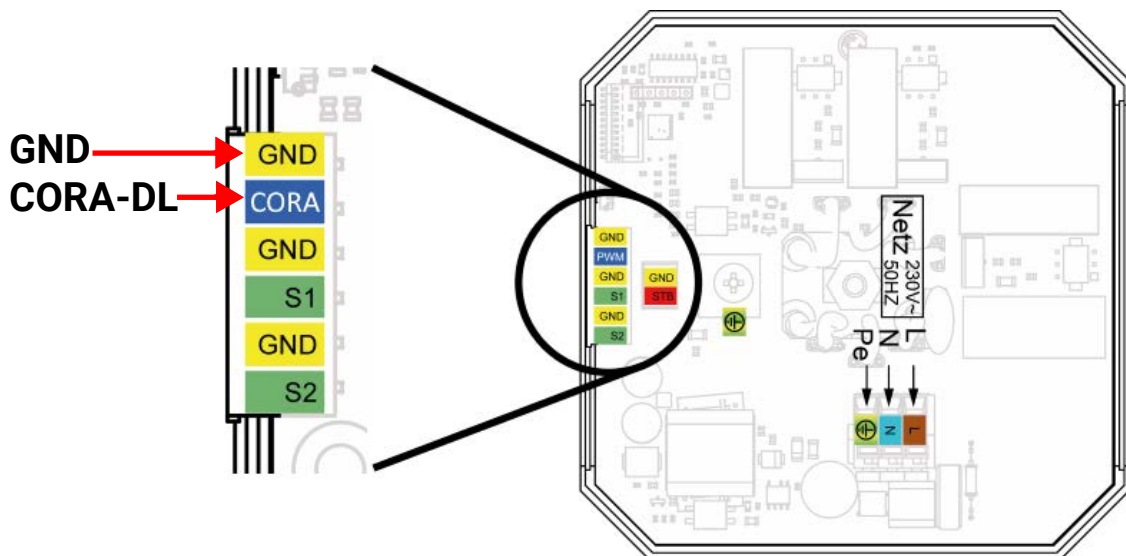 GND
CORA-DL
GND
CORA
GND
S1
GND
S2
GND
PWM
GND
S1
GND
S2
GND
STB
Netz 230V~
50HZ
Pe N L
N L